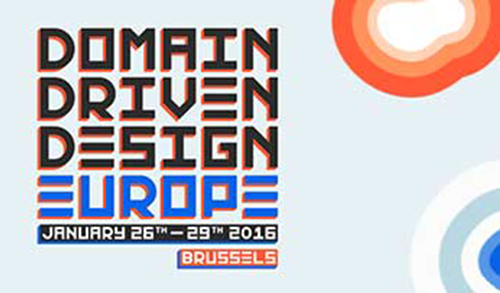 DOMAIN
DRIVEN
DESIGN
EUROPE
JANUARY 26TH — 29TH 2016
BRUSSELS